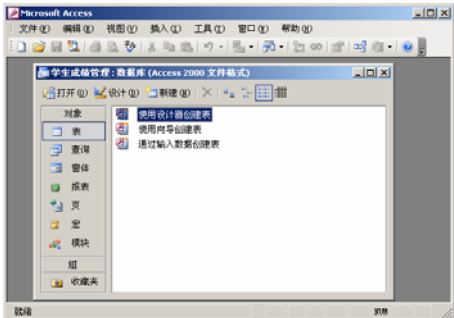 Microsoft Access
文件(F) 编辑(E) 视图(V) 插入(I) 工具(T) 窗口(W) 帮助(H)
学生成绩管理：数据库 (Access 2000 文件格式)
打开(O) 设计(D) 新建(N)
对象
表
查询
窗体
报表
页
宏
模块
组
收藏夹
使用设计器创建表
使用向导创建表
通过输入数据创建表
就绪